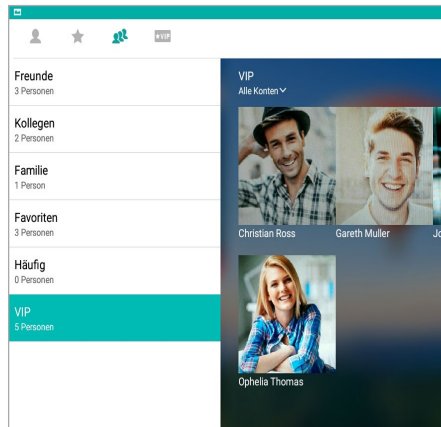 ★VIP
Freunde
3 Personen
Kollegen
2 Personen
Familie
1 Person
Favoriten
3 Personen
Häufig
0 Personen
VIP
5 Personen
VIP
Alle Konten
Christian Ross
Gareth Muller
Jo
Ophelia Thomas